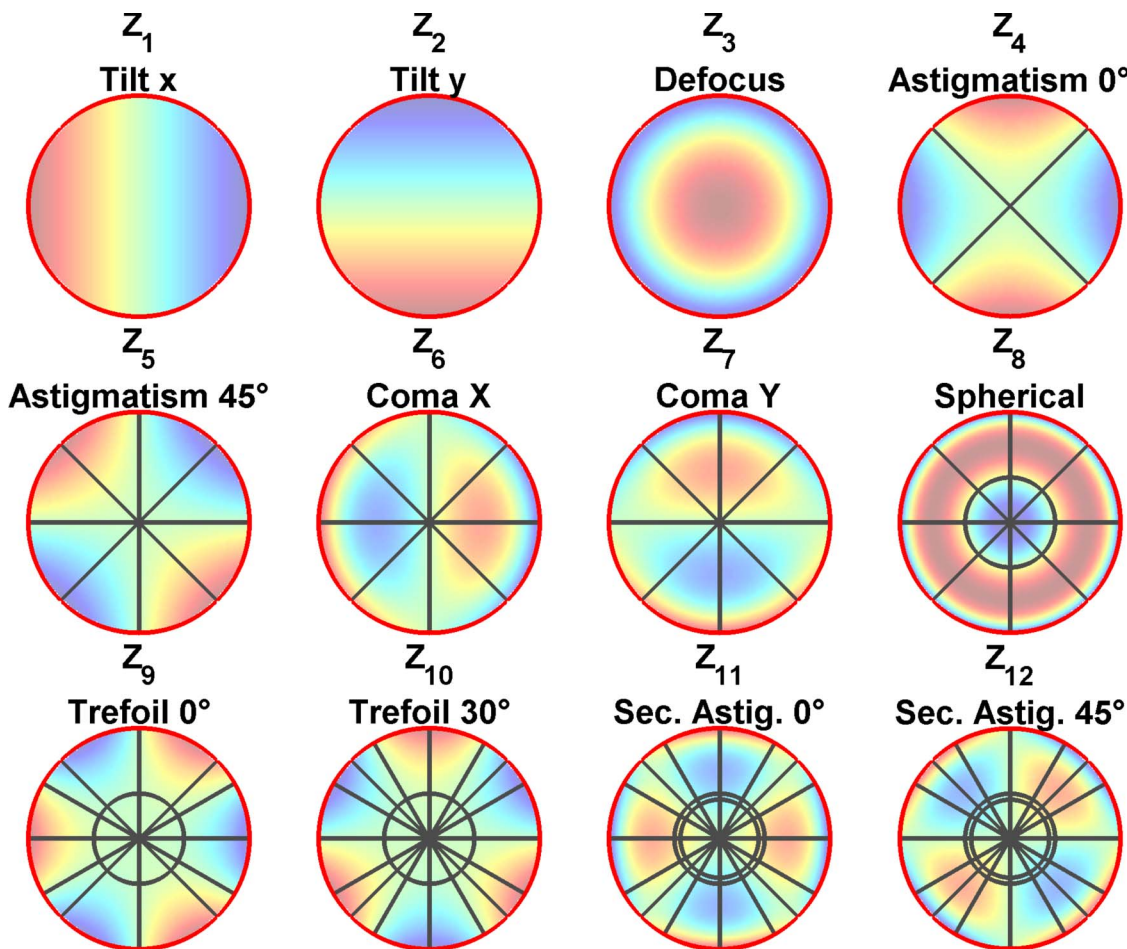 Z1 Z2 Z3 Z4
Tilt x Tilt y Defocus Astigmatism 0°
Z5 Z6 Z7 Z8
Astigmatism 45° Coma X Coma Y Spherical
Z9 Z10 Z11 Z12
Trefoil 0° Trefoil 30° Sec. Astig. 0° Sec. Astig. 45°